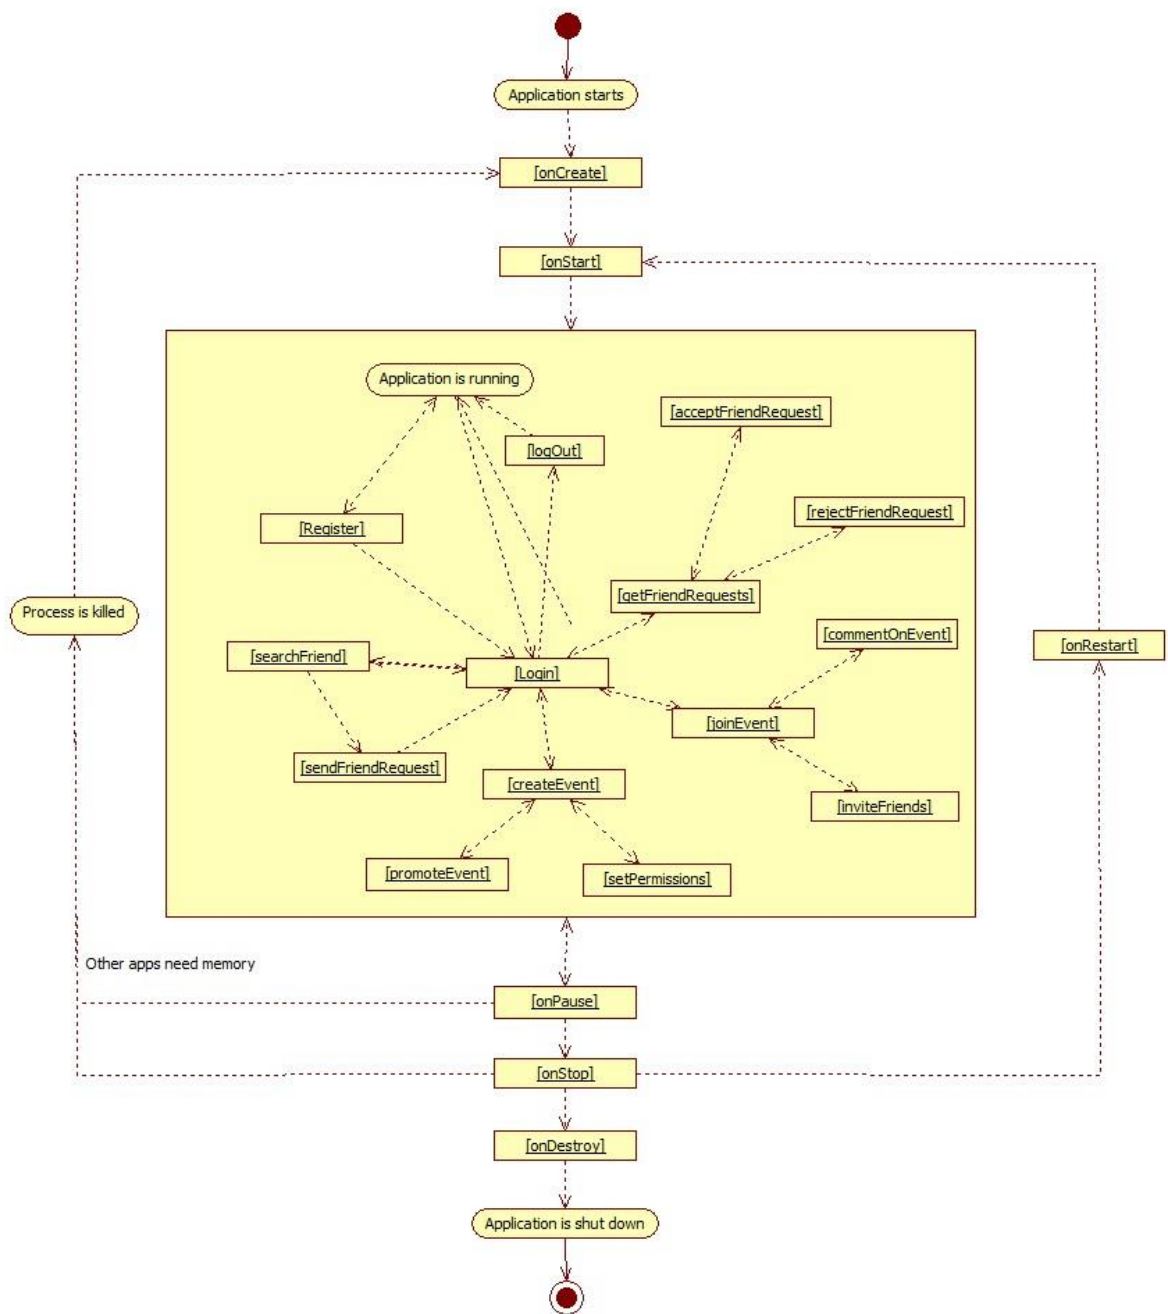 Application starts
[onCreate]
[onStart]
Application is running
[acceptFriendRequest]
[logOut]
[rejectFriendRequest]
[Register]
[getFriendRequests]
Process is killed
[commentOnEvent]
[onRestart]
[searchFriend]
[Login]
[joinEvent]
[sendFriendRequest]
[createEvent]
[inviteFriends]
[promoteEvent]
[setPermissions]
Other apps need memory
[onPause]
[onStop]
[onDestroy]
Application is shut down